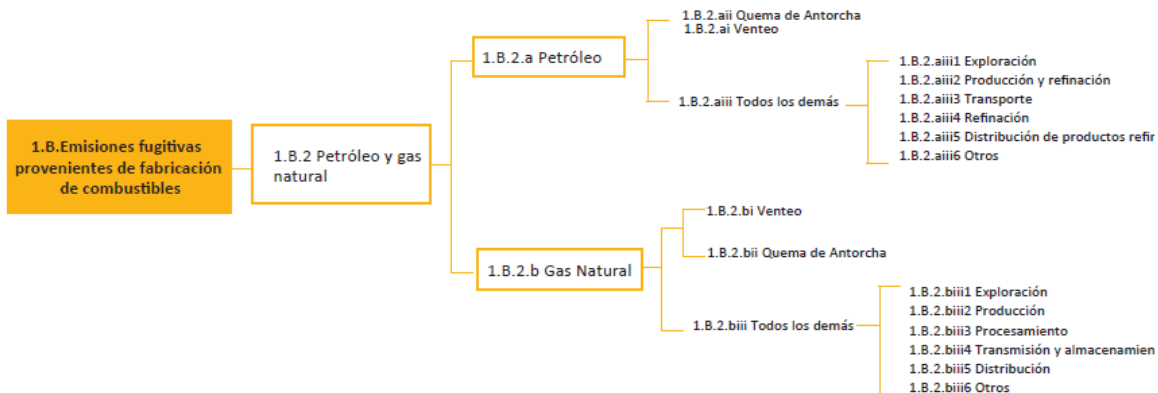 1.B.Emisiones fugitivas
provenientes de fabricación
de combustibles
1.B.2 Petróleo y gas
natural
1.B.2.a Petróleo
1.B.2.aii Quema de Antorcha
1.B.2.ai Venteo
1.B.2.aiii Todos los demás
1.B.2.aiii1 Exploración
1.B.2.aiii2 Producción y refinación
1.B.2.aiii3 Transporte
1.B.2.aiii4 Refinación
1.B.2.aiii5 Distribución de productos refir
1.B.2.aiii6 Otros
1.B.2.b Gas Natural
1.B.2.bi Venteo
1.B.2.bii Quema de Antorcha
1.B.2.biii Todos los demás
1.B.2.biii1 Exploración
1.B.2.biii2 Producción
1.B.2.biii3 Procesamiento
1.B.2.biii4 Transmisión y almacenamien
1.B.2.biii5 Distribución
1.B.2.biii6 Otros